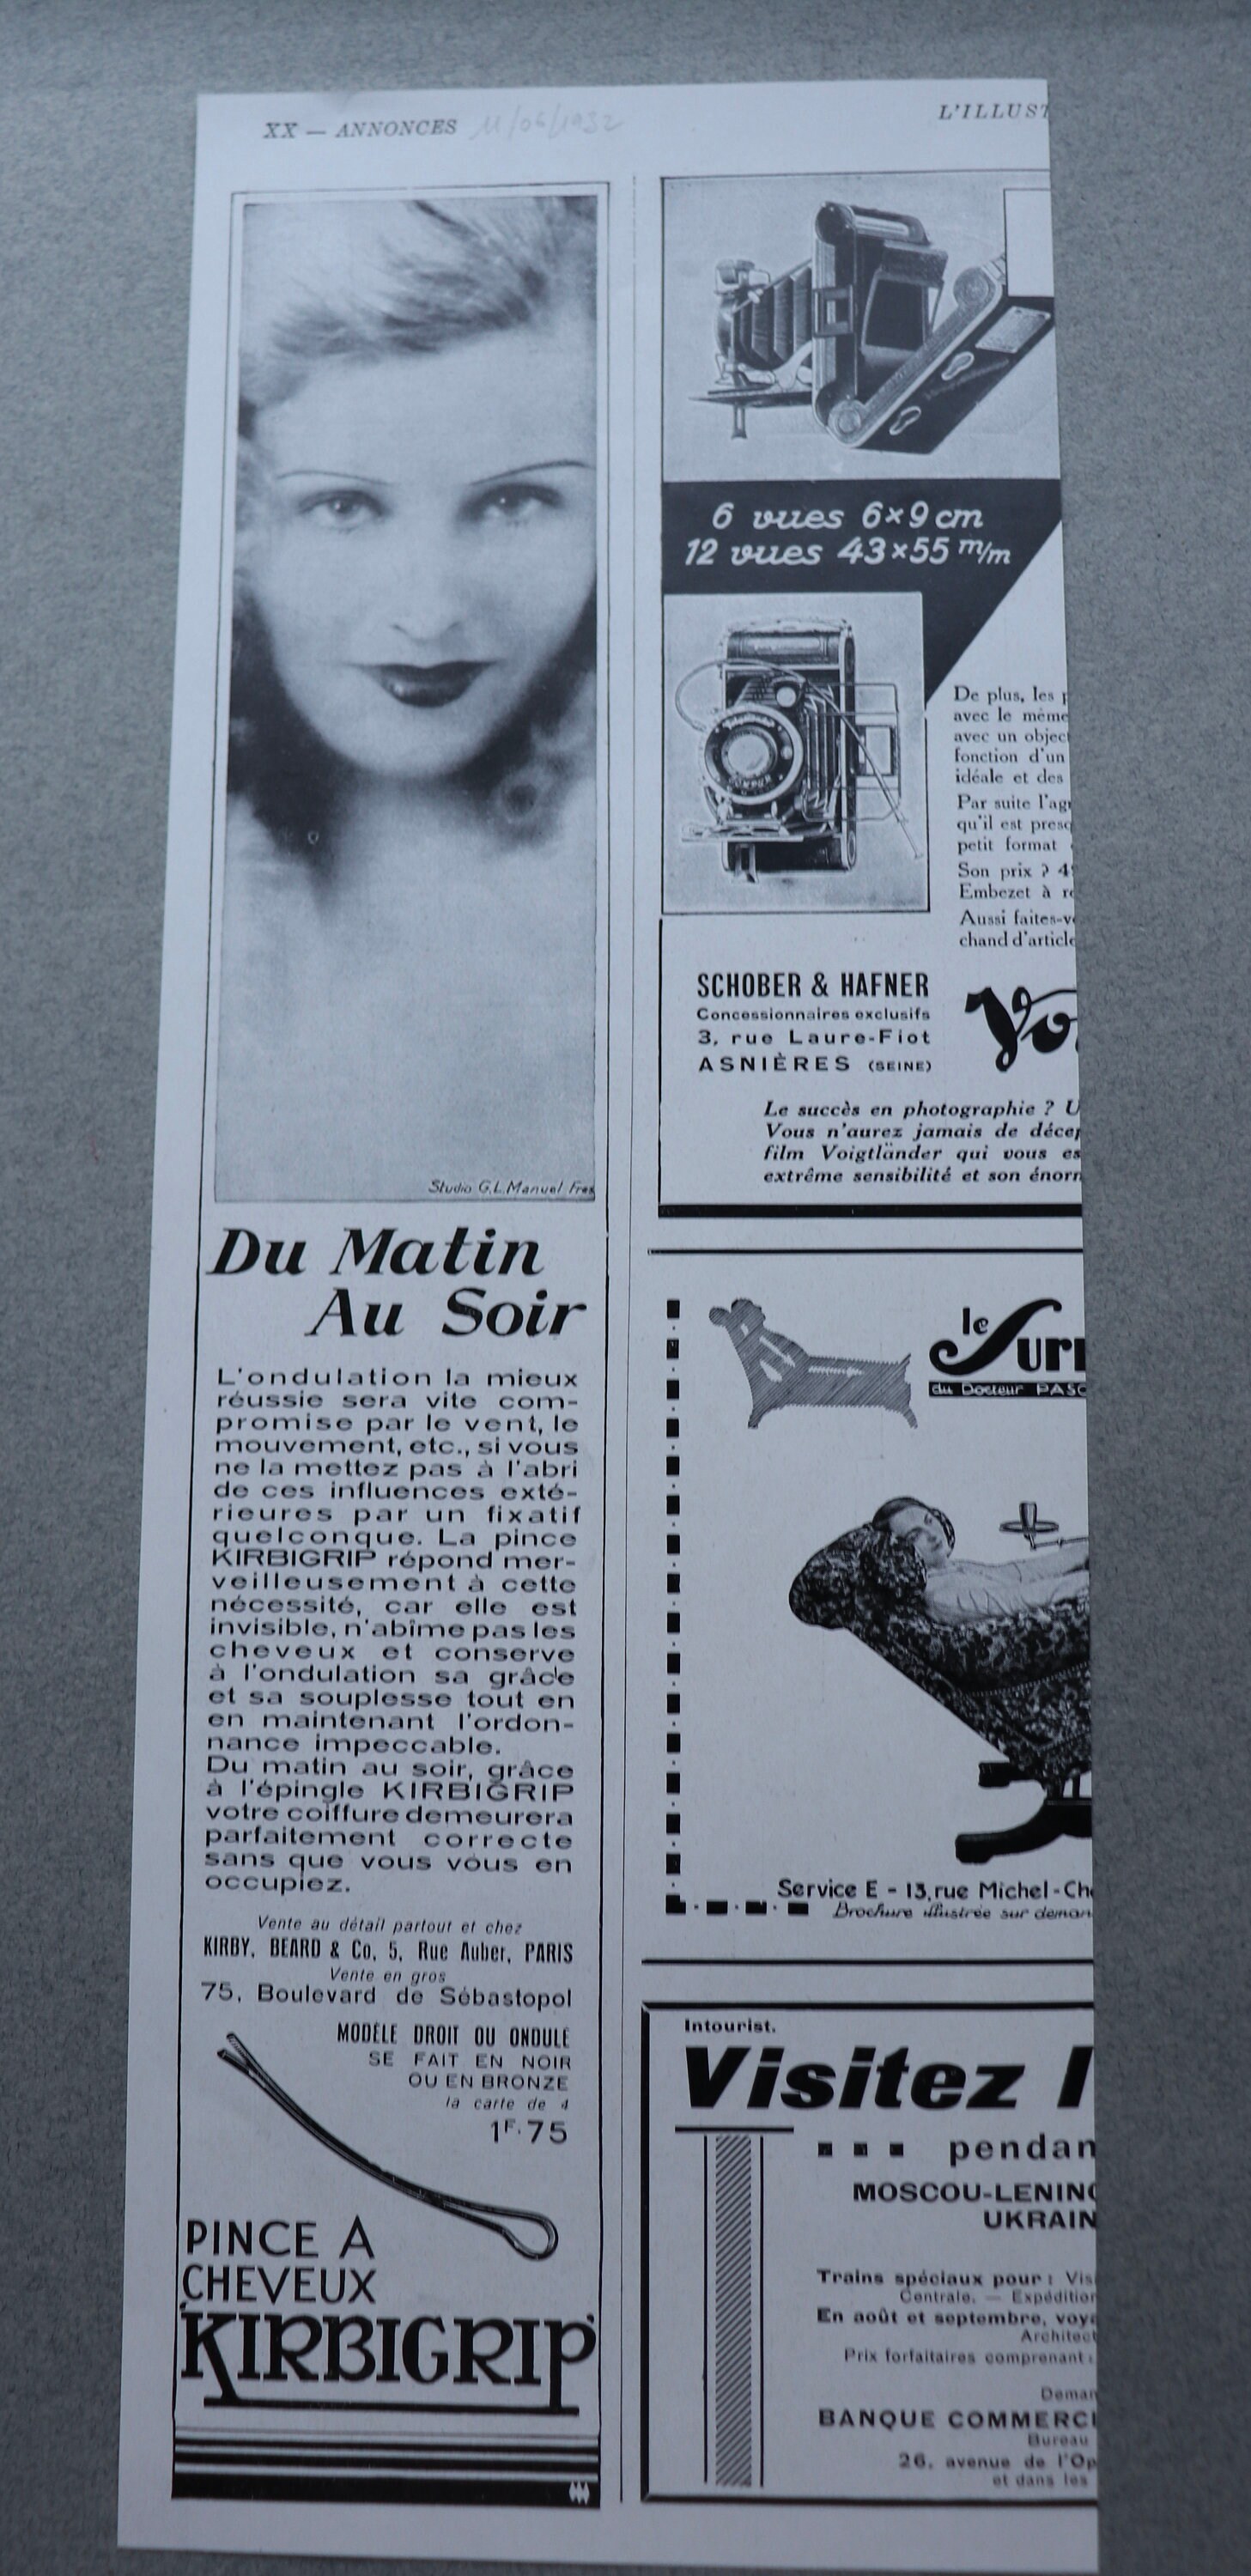 XX — ANNONCES 11/06/1932
L'ILLUST
Studio G.L. Manuel Fres
Du Matin
Au Soir
L'ondulation la mieux
réussie sera vite com-
promise par le vent, le
mouvement, etc., si vous
ne la mettez pas à l'abri
de ces influences exté-
rieures par un fixatif
quelconque. La pince
KIRBIGRIP répond mer-
veilleusement à cette
nécessité, car elle est
invisible, n'abîme pas les
cheveux et conserve
à l'ondulation sa grâce
et sa souplesse tout en
en maintenant l'ordon-
nance impeccable.
Du matin au soir, grâce
à l'épingle KIRBIGRIP
votre coiffure demeurera
parfaitement correcte
sans que vous vous en
occupiez.
Vente au détail partout et chez
KIRBY, BEARD & Co, 5, Rue Auber, PARIS
Vente en gros
75, Boulevard de Sébastopol
MODÈLE DROIT OU ONDULÉ
SE FAIT EN NOIR
OU EN BRONZE
la carte de 4
1F.75
PINCE A
CHEVEUX
KIRBIGRIP
6 vues 6×9 cm
12 vues 43×55 m/m
De plus, les p
avec le même
avec un object
fonction d'un
idéale et des
Par suite l'agr
qu'il est presq
petit format
Son prix ? 4
Embezet à re
Aussi faites-v
chand d'article
SCHOBER & HAFNER
Concessionnaires exclusifs
3, rue Laure-Fiot
ASNIÈRES (SEINE)
Vo
Le succès en photographie ? U
Vous n'aurez jamais de décep
film Voigtländer qui vous es
extrême sensibilité et son énorm
le Surr
du Docteur PASC
Service E - 13, rue Michel-Ch
Brochure illustrée sur deman
Intourist.
Visitez l
pendan
MOSCOU-LENING
UKRAIN
Trains spéciaux pour : Vis
Centrale. — Expédition
En août et septembre, voya
Architect
Prix forfaitaires comprenant :
Deman
BANQUE COMMERCI
Bureau
26, avenue de l'Op
et dans les